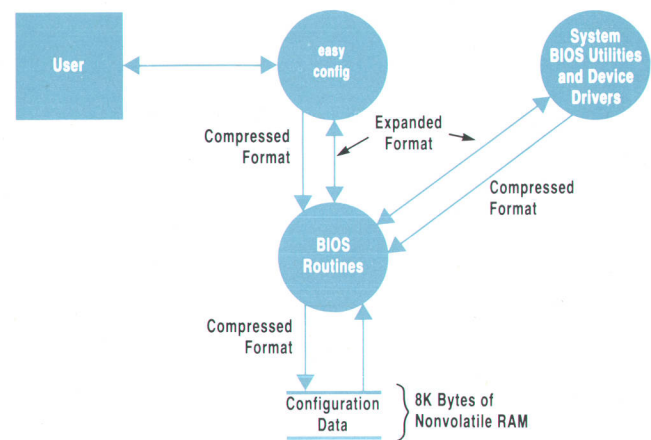 User
easy
config
System
BIOS Utilities
and Device
Drivers
Compressed
Format
Expanded
Format
Compressed
Format
BIOS
Routines
Compressed
Format
Configuration
Data
8K Bytes of
Nonvolatile RAM